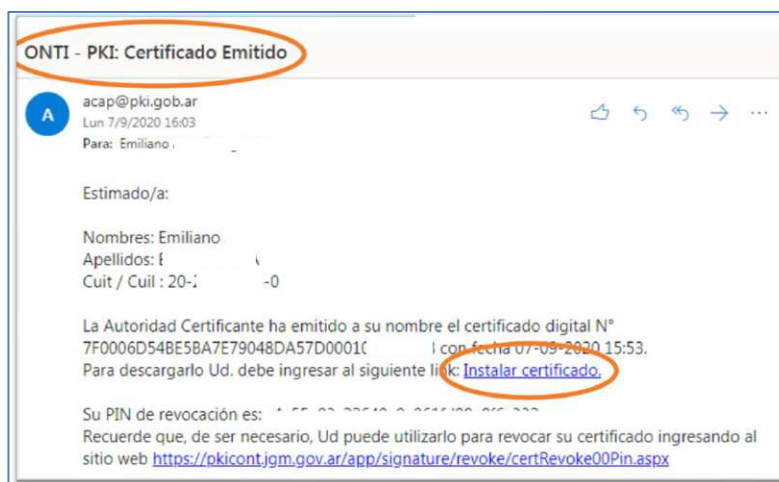 ONTI - PKI: Certificado Emitido
A
acap@pki.gob.ar
Lun 7/9/2020 16:03
Para: Emiliano
Estimado/a:
Nombres: Emiliano
Apellidos:
Cuit / Cuil : 20- -0
La Autoridad Certificante ha emitido a su nombre el certificado digital N°
7F0006D54BE5BA7E79048DA57D0001 con fecha 07-09-2020 15:53.
Para descargarlo Ud. debe ingresar al siguiente link: Instalar certificado.
Su PIN de revocación es:
Recuerde que, de ser necesario, Ud puede utilizarlo para revocar su certificado ingresando al
sitio web https://pkicont.jgm.gov.ar/app/signature/revoke/certRevoke00Pin.aspx